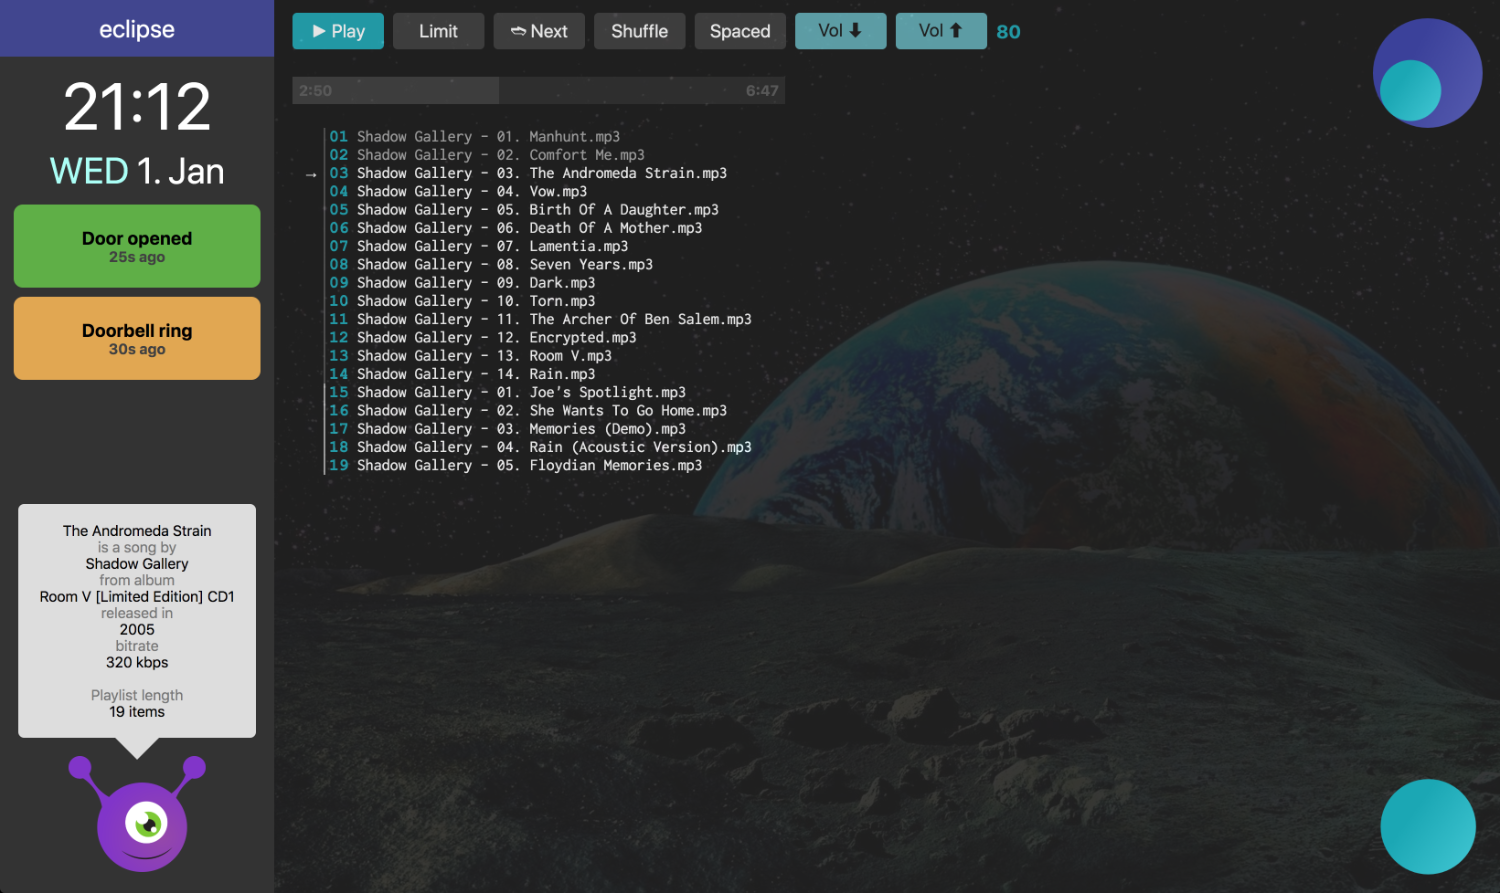 eclipse
21:12
WED 1. Jan
Door opened
25s ago
Doorbell ring
30s ago
The Andromeda Strain
is a song by
Shadow Gallery
from album
Room V [Limited Edition] CD1
released in
2005
bitrate
320 kbps
Playlist length
19 items
Play Limit Next Shuffle Spaced Vol Vol 80
2:50 6:47
01 Shadow Gallery - 01. Manhunt.mp3
02 Shadow Gallery - 02. Comfort Me.mp3
→ 03 Shadow Gallery - 03. The Andromeda Strain.mp3
04 Shadow Gallery - 04. Vow.mp3
05 Shadow Gallery - 05. Birth Of A Daughter.mp3
06 Shadow Gallery - 06. Death Of A Mother.mp3
07 Shadow Gallery - 07. Lamentia.mp3
08 Shadow Gallery - 08. Seven Years.mp3
09 Shadow Gallery - 09. Dark.mp3
10 Shadow Gallery - 10. Torn.mp3
11 Shadow Gallery - 11. The Archer Of Ben Salem.mp3
12 Shadow Gallery - 12. Encrypted.mp3
13 Shadow Gallery - 13. Room V.mp3
14 Shadow Gallery - 14. Rain.mp3
15 Shadow Gallery - 01. Joe's Spotlight.mp3
16 Shadow Gallery - 02. She Wants To Go Home.mp3
17 Shadow Gallery - 03. Memories (Demo).mp3
18 Shadow Gallery - 04. Rain (Acoustic Version).mp3
19 Shadow Gallery - 05. Floydian Memories.mp3